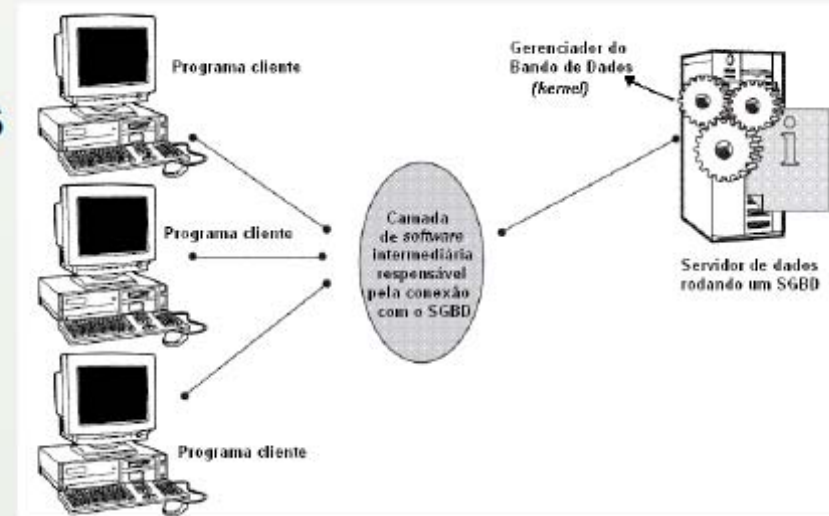 Programa cliente
Gerenciador do
Bando de Dados
(kernel)
Programa cliente
Camada
de software
intermediária
responsável
pela conexão
com o SGBD
i
Servidor de dados
rodando um SGBD
Programa cliente